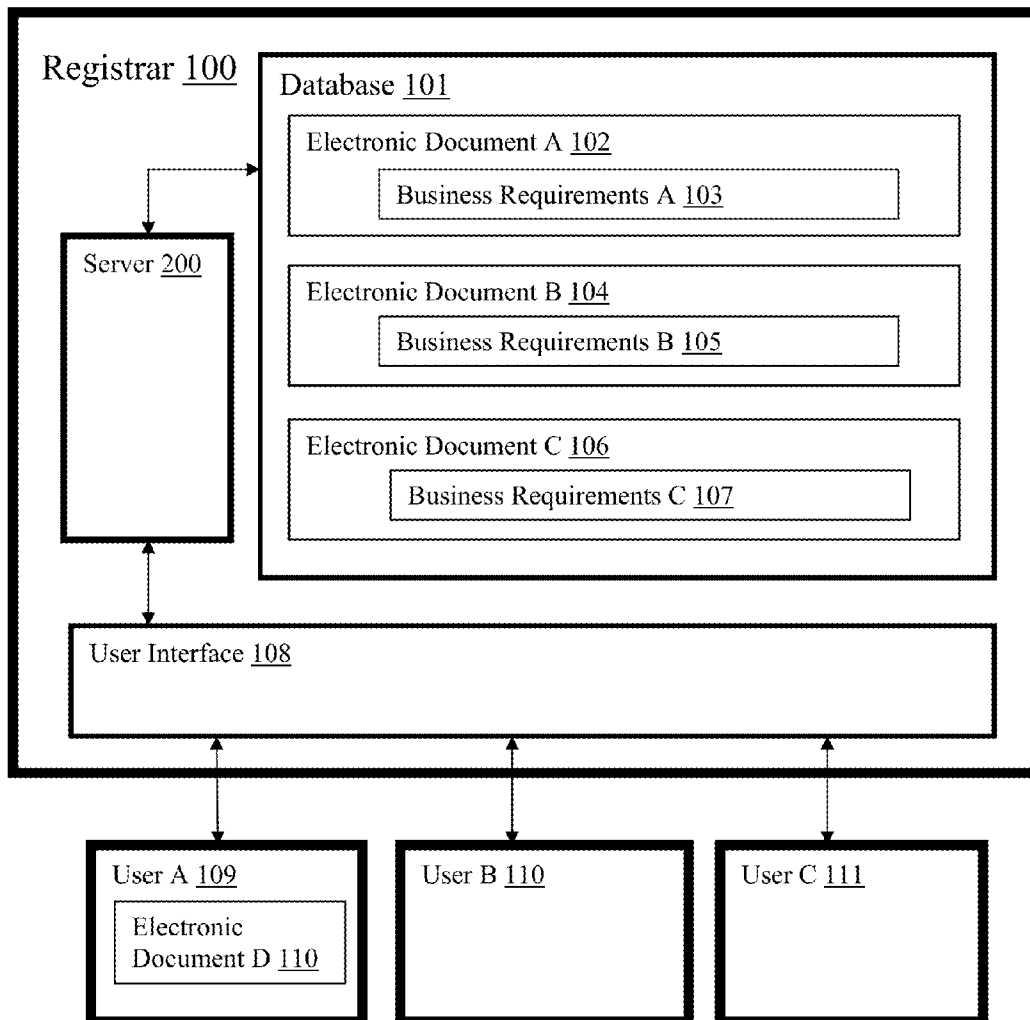 Registrar 100
Database 101
Electronic Document A 102
Business Requirements A 103
Server 200
Electronic Document B 104
Business Requirements B 105
Electronic Document C 106
Business Requirements C 107
User Interface 108
User A 109
Electronic
Document D 110
User B 110
User C 111